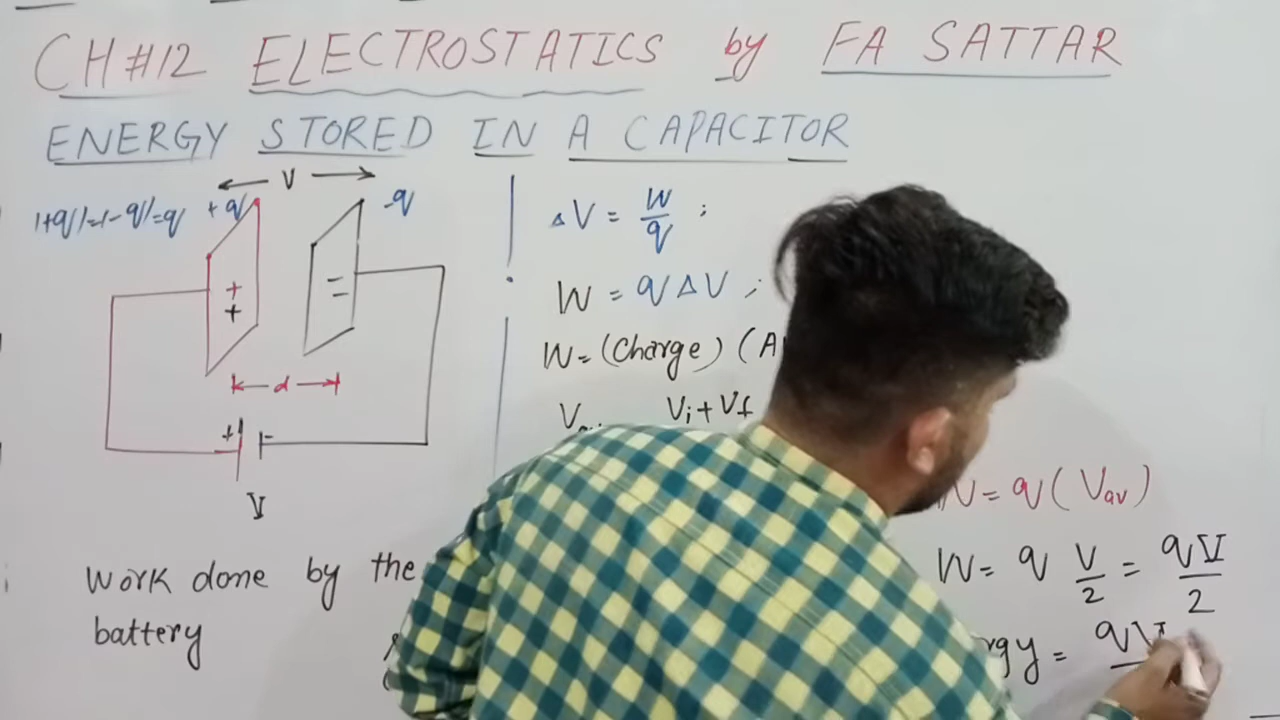 CH#12 ELECTROSTATICS by FA SATTAR
ENERGY STORED IN A CAPACITOR
V
|+q|=|-q|=q +q -q
+
+
d
+ -
V
Work done by the
battery
ΔV = W/q ;
W = qΔV ;
W = (Charge) (A
Vi + Vf
W = q(Vav)
W = q V/2 = qV/2
rgy = qV